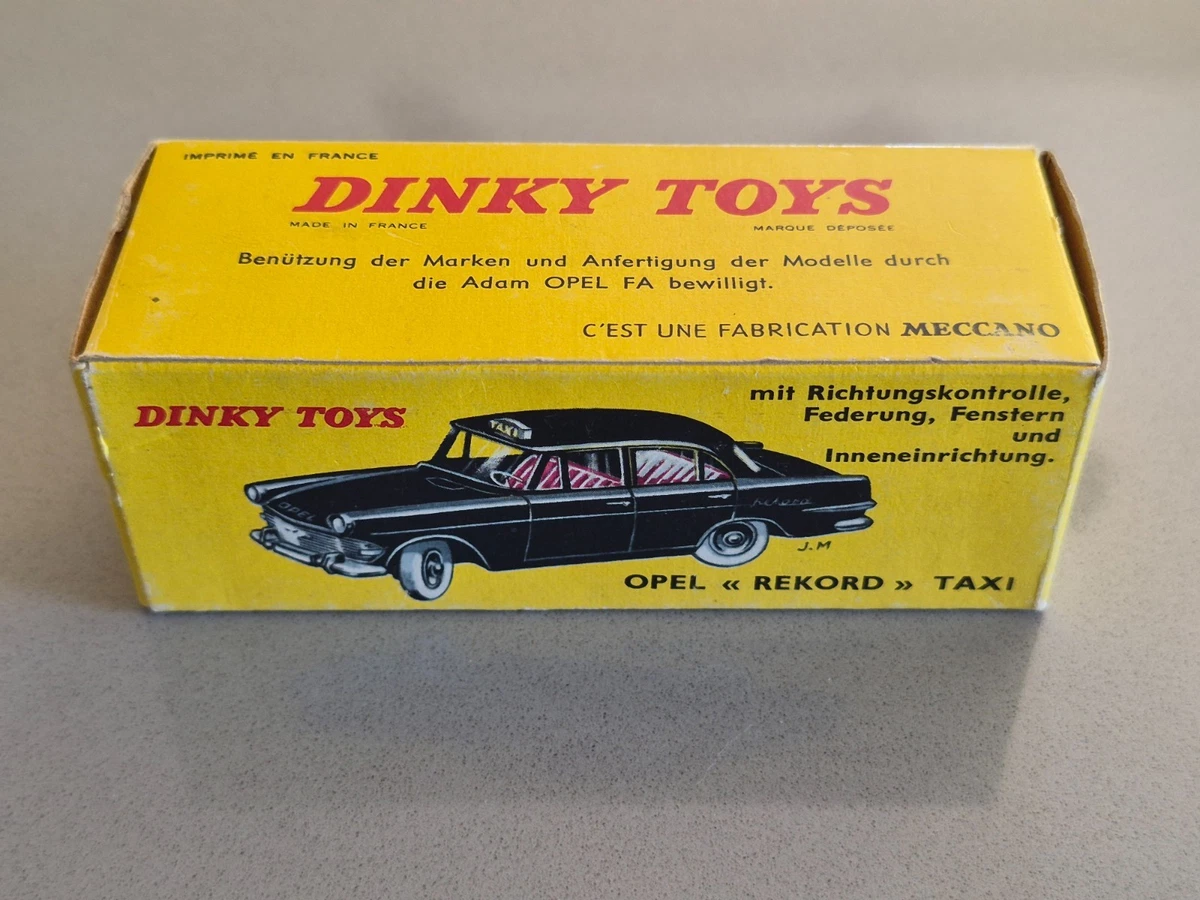 IMPRIMÉ EN FRANCE
DINKY TOYS
MADE IN FRANCE MARQUE DÉPOSÉE
Benützung der Marken und Anfertigung der Modelle durch
die Adam OPEL FA bewilligt.
C'EST UNE FABRICATION MECCANO
DINKY TOYS
mit Richtungskontrolle,
Federung, Fenstern
und
Inneneinrichtung.
TAXI
OPEL
rekord
J.M
OPEL « REKORD » TAXI